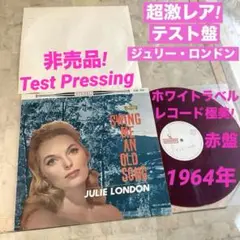 超激レア!
テスト盤
ジュリー・ロンドン
非売品!
Test Pressing
ホワイトラベル
レコード極美!
赤盤
1964年
SWING
ME
AN
OLD
SONG
JULIE LONDON